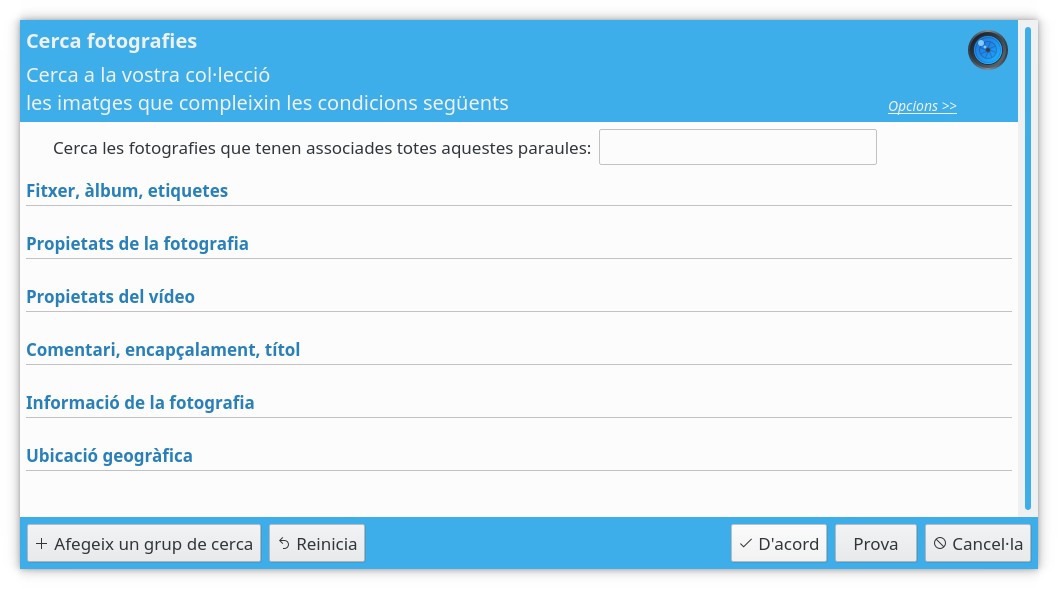 Cerca fotografies
Cerca a la vostra col·lecció
les imatges que compleixin les condicions següents
Opcions >>
Cerca les fotografies que tenen associades totes aquestes paraules:
Fitxer, àlbum, etiquetes
Propietats de la fotografia
Propietats del vídeo
Comentari, encapçalament, títol
Informació de la fotografia
Ubicació geogràfica
Afegeix un grup de cerca Reinicia D'acord Prova Cancel·la